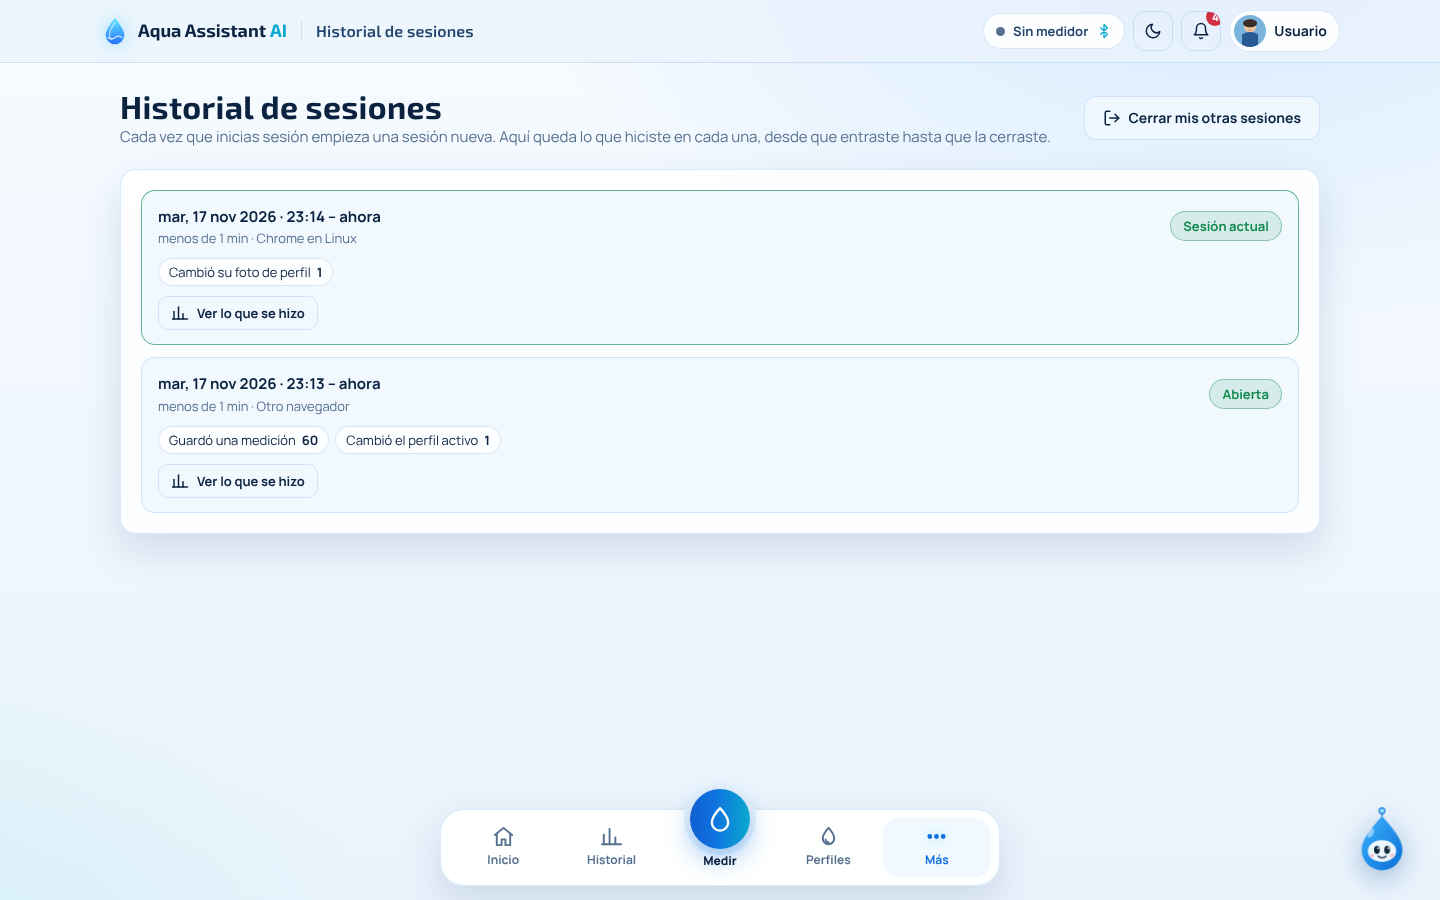 Aqua Assistant AI
Historial de sesiones
Sin medidor
4
Usuario
Historial de sesiones
Cada vez que inicias sesión empieza una sesión nueva. Aquí queda lo que hiciste en cada una, desde que entraste hasta que la cerraste.
Cerrar mis otras sesiones
mar, 17 nov 2026 · 23:14 – ahora
menos de 1 min · Chrome en Linux
Sesión actual
Cambió su foto de perfil 1
Ver lo que se hizo
mar, 17 nov 2026 · 23:13 – ahora
menos de 1 min · Otro navegador
Abierta
Guardó una medición 60
Cambió el perfil activo 1
Ver lo que se hizo
Inicio
Historial
Medir
Perfiles
Más